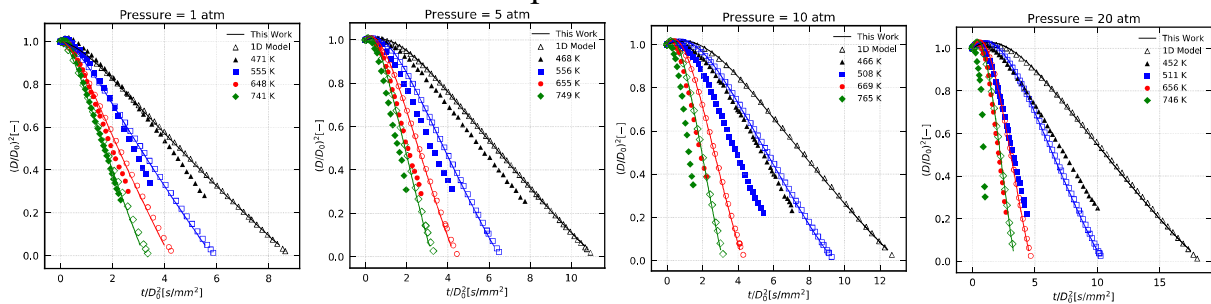 Pressure = 1 atm
This Work
1D Model
471 K
555 K
648 K
741 K
(D/D₀)²[−]
1.0
0.8
0.6
0.4
0.2
0.0
0 2 4 6 8
t/D₀²[s/mm²]
Pressure = 5 atm
This Work
1D Model
468 K
556 K
655 K
749 K
(D/D₀)²[−]
1.0
0.8
0.6
0.4
0.2
0.0
0 2 4 6 8 10
t/D₀²[s/mm²]
Pressure = 10 atm
This Work
1D Model
466 K
508 K
669 K
765 K
(D/D₀)²[−]
1.0
0.8
0.6
0.4
0.2
0.0
0 2 4 6 8 10 12
t/D₀²[s/mm²]
Pressure = 20 atm
This Work
1D Model
452 K
511 K
656 K
746 K
(D/D₀)²[−]
1.0
0.8
0.6
0.4
0.2
0.0
0 5 10 15
t/D₀²[s/mm²]